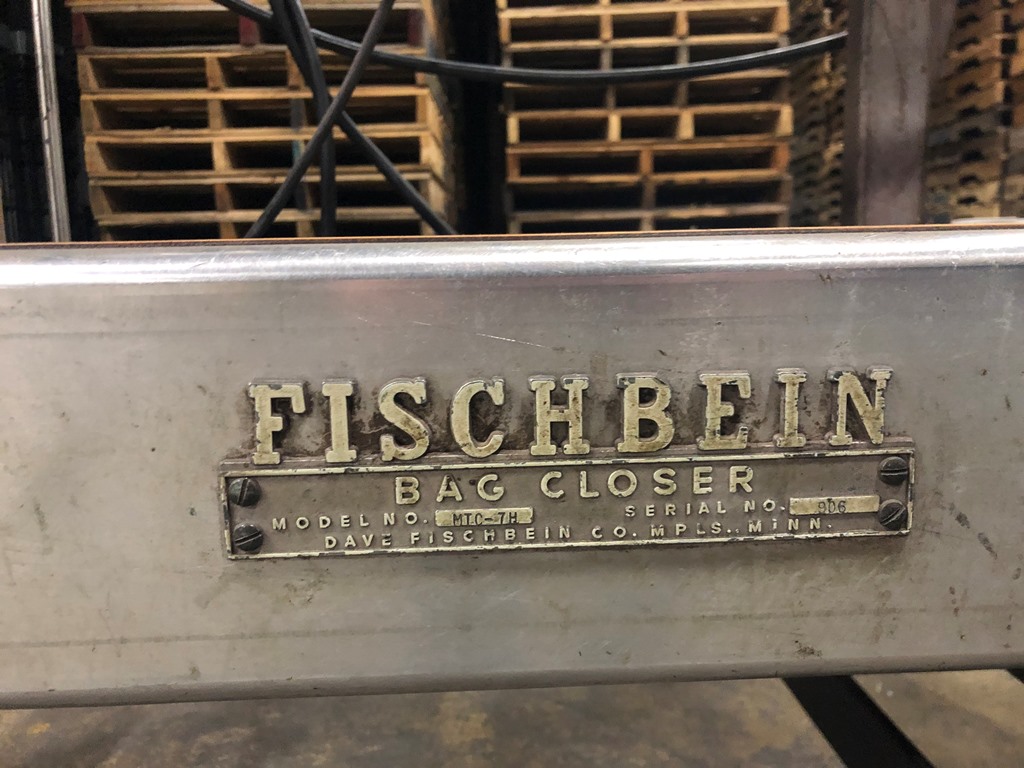 FISCHBEIN
BAG CLOSER
MODEL NO. MTC-7H SERIAL NO. 906
DAVE FISCHBEIN CO. MPLS., MINN.